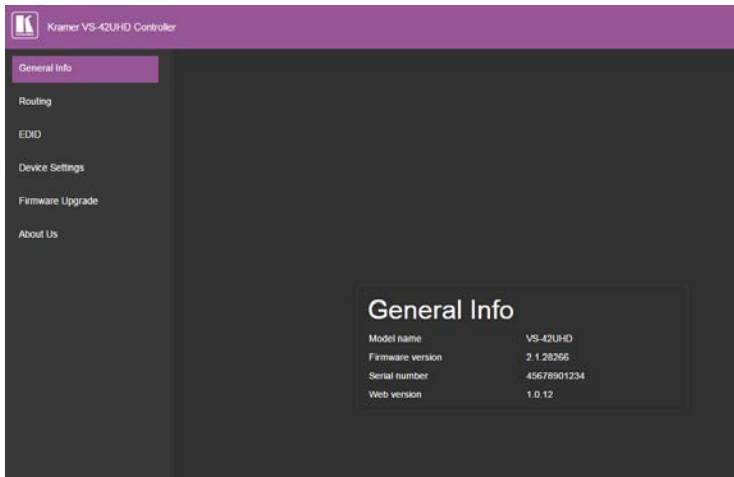 Kramer VS-42UHD Controller
General Info
Routing
EDID
Device Settings
Firmware Upgrade
About Us
General Info
Model name VS-42UHD
Firmware version 2.1.28266
Serial number 45678901234
Web version 1.0.12